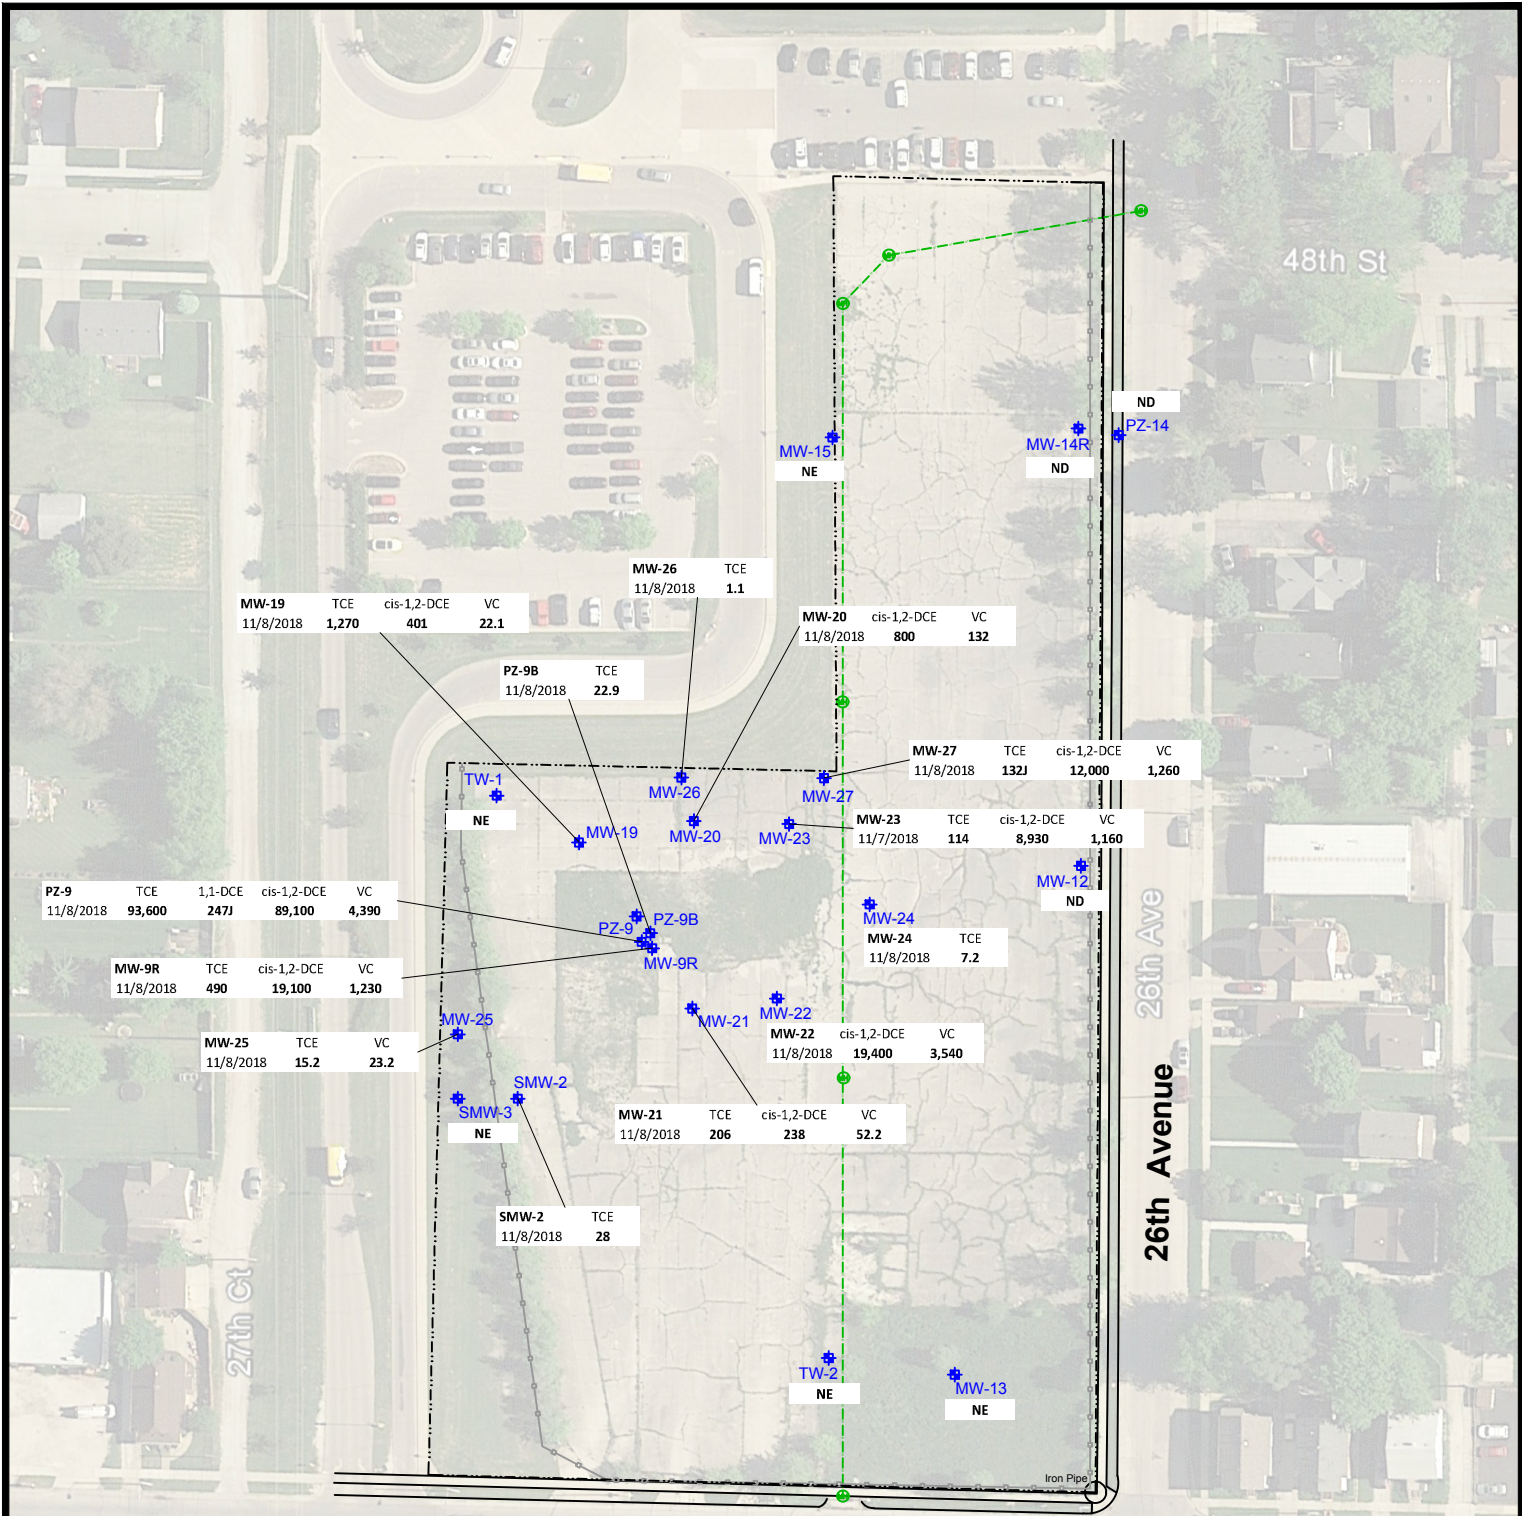 48th St
ND
PZ-14
MW-14R
ND
MW-15
NE
MW-26 TCE
11/8/2018 1.1
MW-19 TCE cis-1,2-DCE VC
11/8/2018 1,270 401 22.1
MW-20 cis-1,2-DCE VC
11/8/2018 800 132
PZ-9B TCE
11/8/2018 22.9
MW-27 TCE cis-1,2-DCE VC
11/8/2018 132J 12,000 1,260
TW-1
NE
MW-26
MW-27
MW-19
MW-20
MW-23
MW-23 TCE cis-1,2-DCE VC
11/7/2018 114 8,930 1,160
MW-12
ND
PZ-9 TCE 1,1-DCE cis-1,2-DCE VC
11/8/2018 93,600 247J 89,100 4,390
PZ-9
PZ-9B
MW-9R
MW-24
MW-24 TCE
11/8/2018 7.2
26th Ave
MW-9R TCE cis-1,2-DCE VC
11/8/2018 490 19,100 1,230
MW-25
MW-21
MW-22
MW-25 TCE VC
11/8/2018 15.2 23.2
MW-22 cis-1,2-DCE VC
11/8/2018 19,400 3,540
SMW-2
SMW-3
NE
MW-21 TCE cis-1,2-DCE VC
11/8/2018 206 238 52.2
26th Avenue
SMW-2 TCE
11/8/2018 28
27th Ct
TW-2
NE
MW-13
NE
Iron Pipe